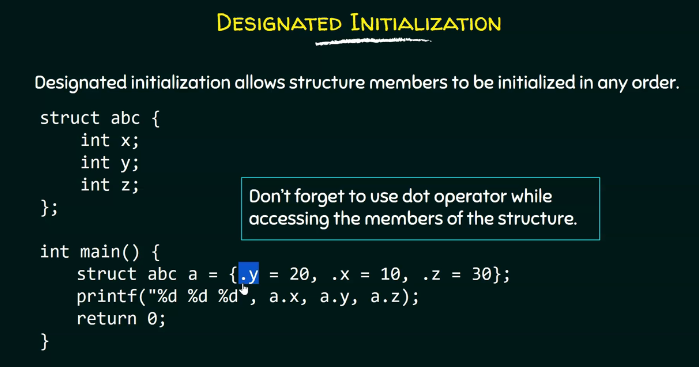 DESIGNATED INITIALIZATION
Designated initialization allows structure members to be initialized in any order.
struct abc {
    int x;
    int y;
    int z;
};
Don't forget to use dot operator while
accessing the members of the structure.
int main() {
    struct abc a = {.y = 20, .x = 10, .z = 30};
    printf("%d %d %d", a.x, a.y, a.z);
    return 0;
}